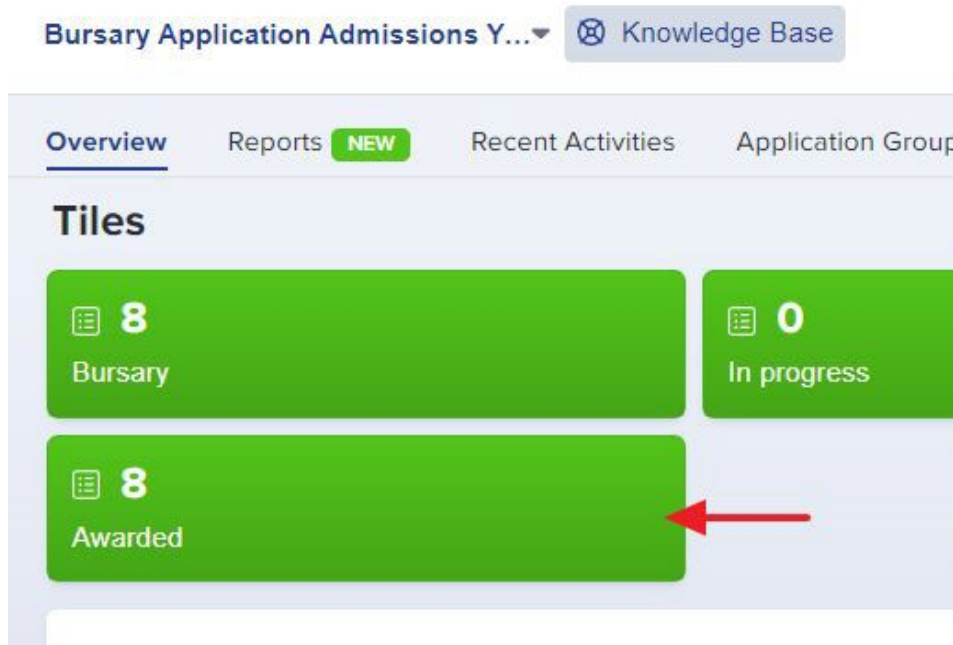 Bursary Application Admissions Y... Knowledge Base
Overview Reports NEW Recent Activities Application Group
Tiles
8 0
Bursary In progress
8
Awarded